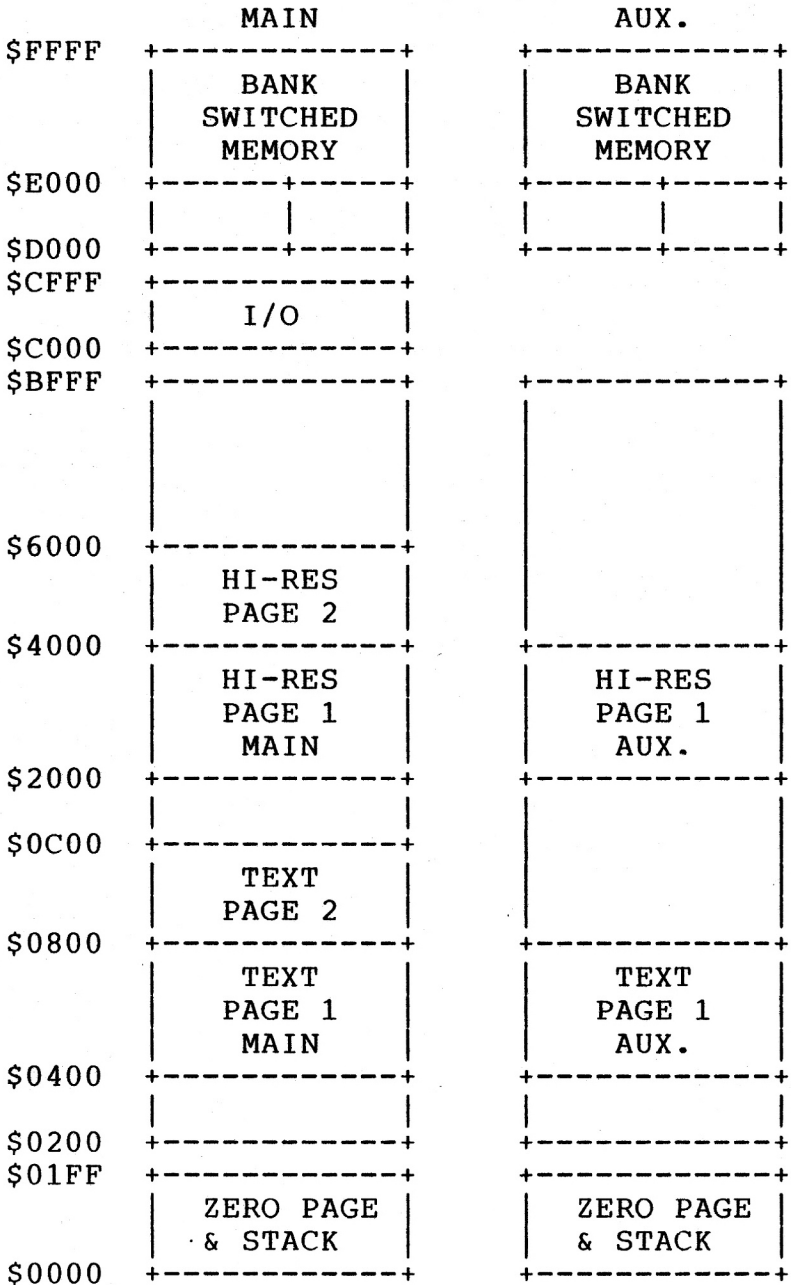 MAIN AUX.
$FFFF +-------------+ +-------------+
| BANK | | BANK |
| SWITCHED | | SWITCHED |
| MEMORY | | MEMORY |
$E000 +------+------+ +------+------+
| | | | | |
$D000 +------+------+ +------+------+
$CFFF +-------------+
| I/O |
$C000 +-------------+
$BFFF +-------------+ +-------------+
$6000 +-------------+
| HI-RES |
| PAGE 2 |
$4000 +-------------+ +-------------+
| HI-RES | | HI-RES |
| PAGE 1 | | PAGE 1 |
| MAIN | | AUX. |
$2000 +-------------+ +-------------+
$0C00 +-------------+
| TEXT |
| PAGE 2 |
$0800 +-------------+ +-------------+
| TEXT | | TEXT |
| PAGE 1 | | PAGE 1 |
| MAIN | | AUX. |
$0400 +-------------+ +-------------+
| | | |
$0200 +-------------+ +-------------+
$01FF +-------------+ +-------------+
| ZERO PAGE | | ZERO PAGE |
| & STACK | | & STACK |
$0000 +-------------+ +-------------+